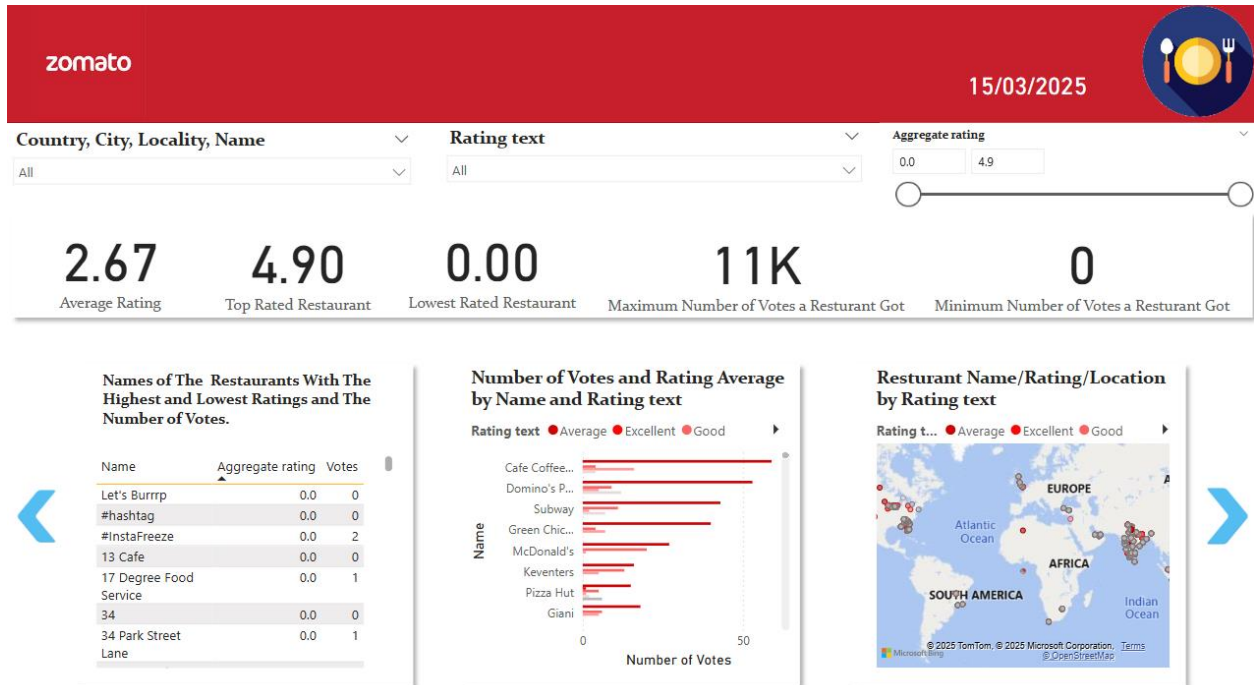 zomato
15/03/2025
Country, City, Locality, Name
All
Rating text
All
Aggregate rating
0.0 4.9
2.67
Average Rating
4.90
Top Rated Restaurant
0.00
Lowest Rated Resturant
11K
Maximum Number of Votes a Resturant Got
0
Minimum Number of Votes a Resturant Got
Names of The Restaurants With The
Highest and Lowest Ratings and The
Number of Votes.
Name Aggregate rating Votes
Let's Burrrp 0.0 0
#hashtag 0.0 0
#InstaFreeze 0.0 2
13 Cafe 0.0 0
17 Degree Food 0.0 1
Service
34 0.0 0
34 Park Street 0.0 1
Lane
Number of Votes and Rating Average
by Name and Rating text
Rating text Average Excellent Good
Name
Cafe Coffee...
Domino's P...
Subway
Green Chic...
McDonald's
Keventers
Pizza Hut
Giani
0 50
Number of Votes
Resturant Name/Rating/Location
by Rating text
Rating t... Average Excellent Good
EUROPE
A
Atlantic
Ocean
AFRICA
SOUTH AMERICA
Indian
Ocean
Microsoft Bing
© 2025 TomTom, © 2025 Microsoft Corporation, Terms
© OpenStreetMap